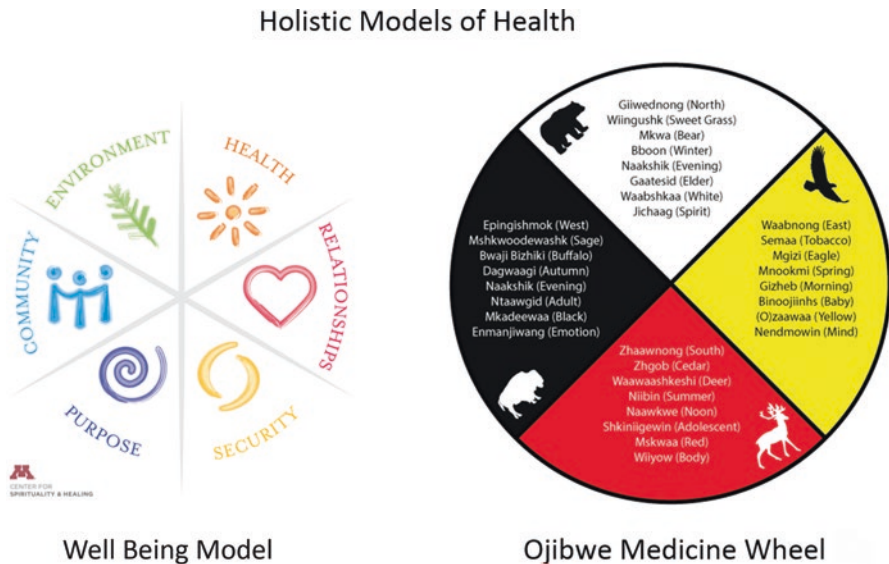 Holistic Models of Health
ENVIRONMENT
HEALTH
COMMUNITY
RELATIONSHIPS
PURPOSE
SECURITY
CENTER FOR
SPIRITUALITY & HEALING
Well Being Model
Giiwednong (North)
Wiingushk (Sweet Grass)
Mkwa (Bear)
Bboon (Winter)
Naakshik (Evening)
Gaatesid (Elder)
Waabshkaa (White)
Jichaag (Spirit)
Epingishmok (West)
Mshkwoodewashk (Sage)
Bwaji Bizhiki (Buffalo)
Dagwaagi (Autumn)
Naakshik (Evening)
Ntaawgid (Adult)
Mkadeewaa (Black)
Enmanjiwang (Emotion)
Waabnong (East)
Semaa (Tobacco)
Mgizi (Eagle)
Mnookmi (Spring)
Gizheb (Morning)
Binoojiinhs (Baby)
(O)zaawaa (Yellow)
Nendmowin (Mind)
Zhaawnong (South)
Zhgob (Cedar)
Waawaashkeshi (Deer)
Niibin (Summer)
Naawkwe (Noon)
Shkiniigewin (Adolescent)
Mskwaa (Red)
Wiiyow (Body)
Ojibwe Medicine Wheel